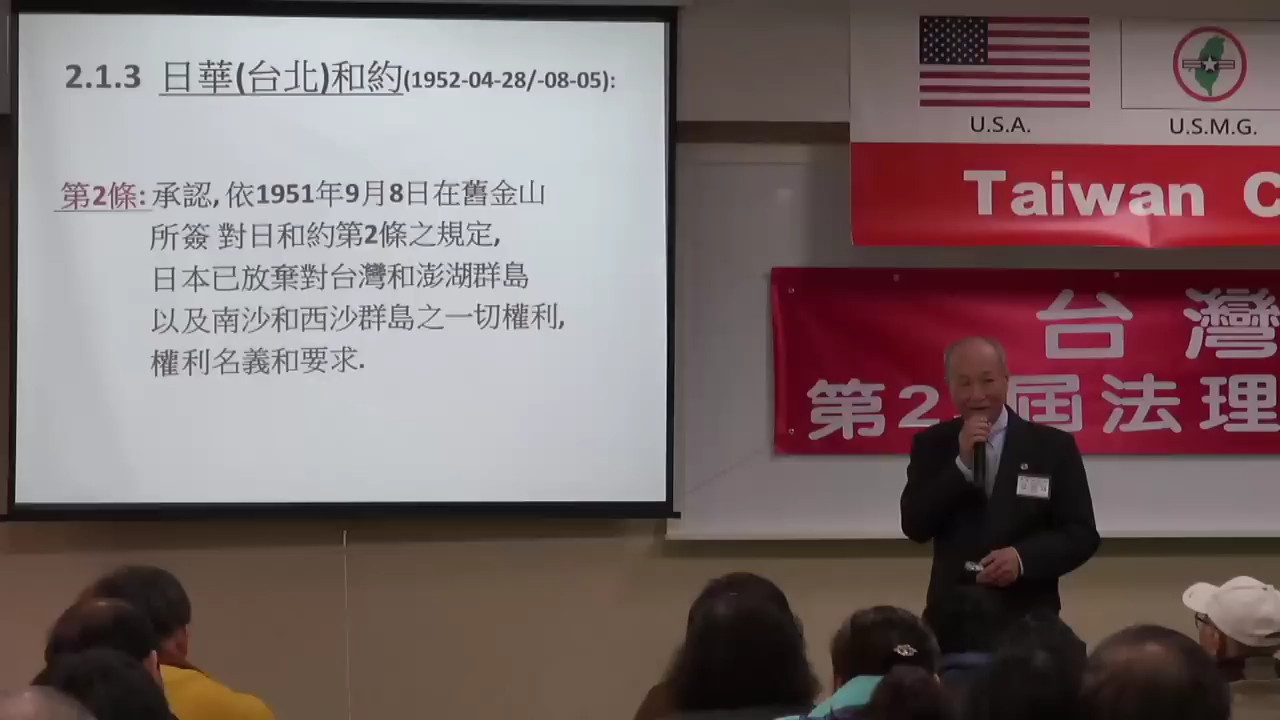 2.1.3 日華(台北)和約(1952-04-28/-08-05):
第2條: 承認, 依1951年9月8日在舊金山
所簽 對日和約第2條之規定,
日本已放棄對台灣和澎湖群島
以及南沙和西沙群島之一切權利,
權利名義和要求.
U.S.A.
U.S.M.G.
Taiwan C
台灣
第2 屆法理